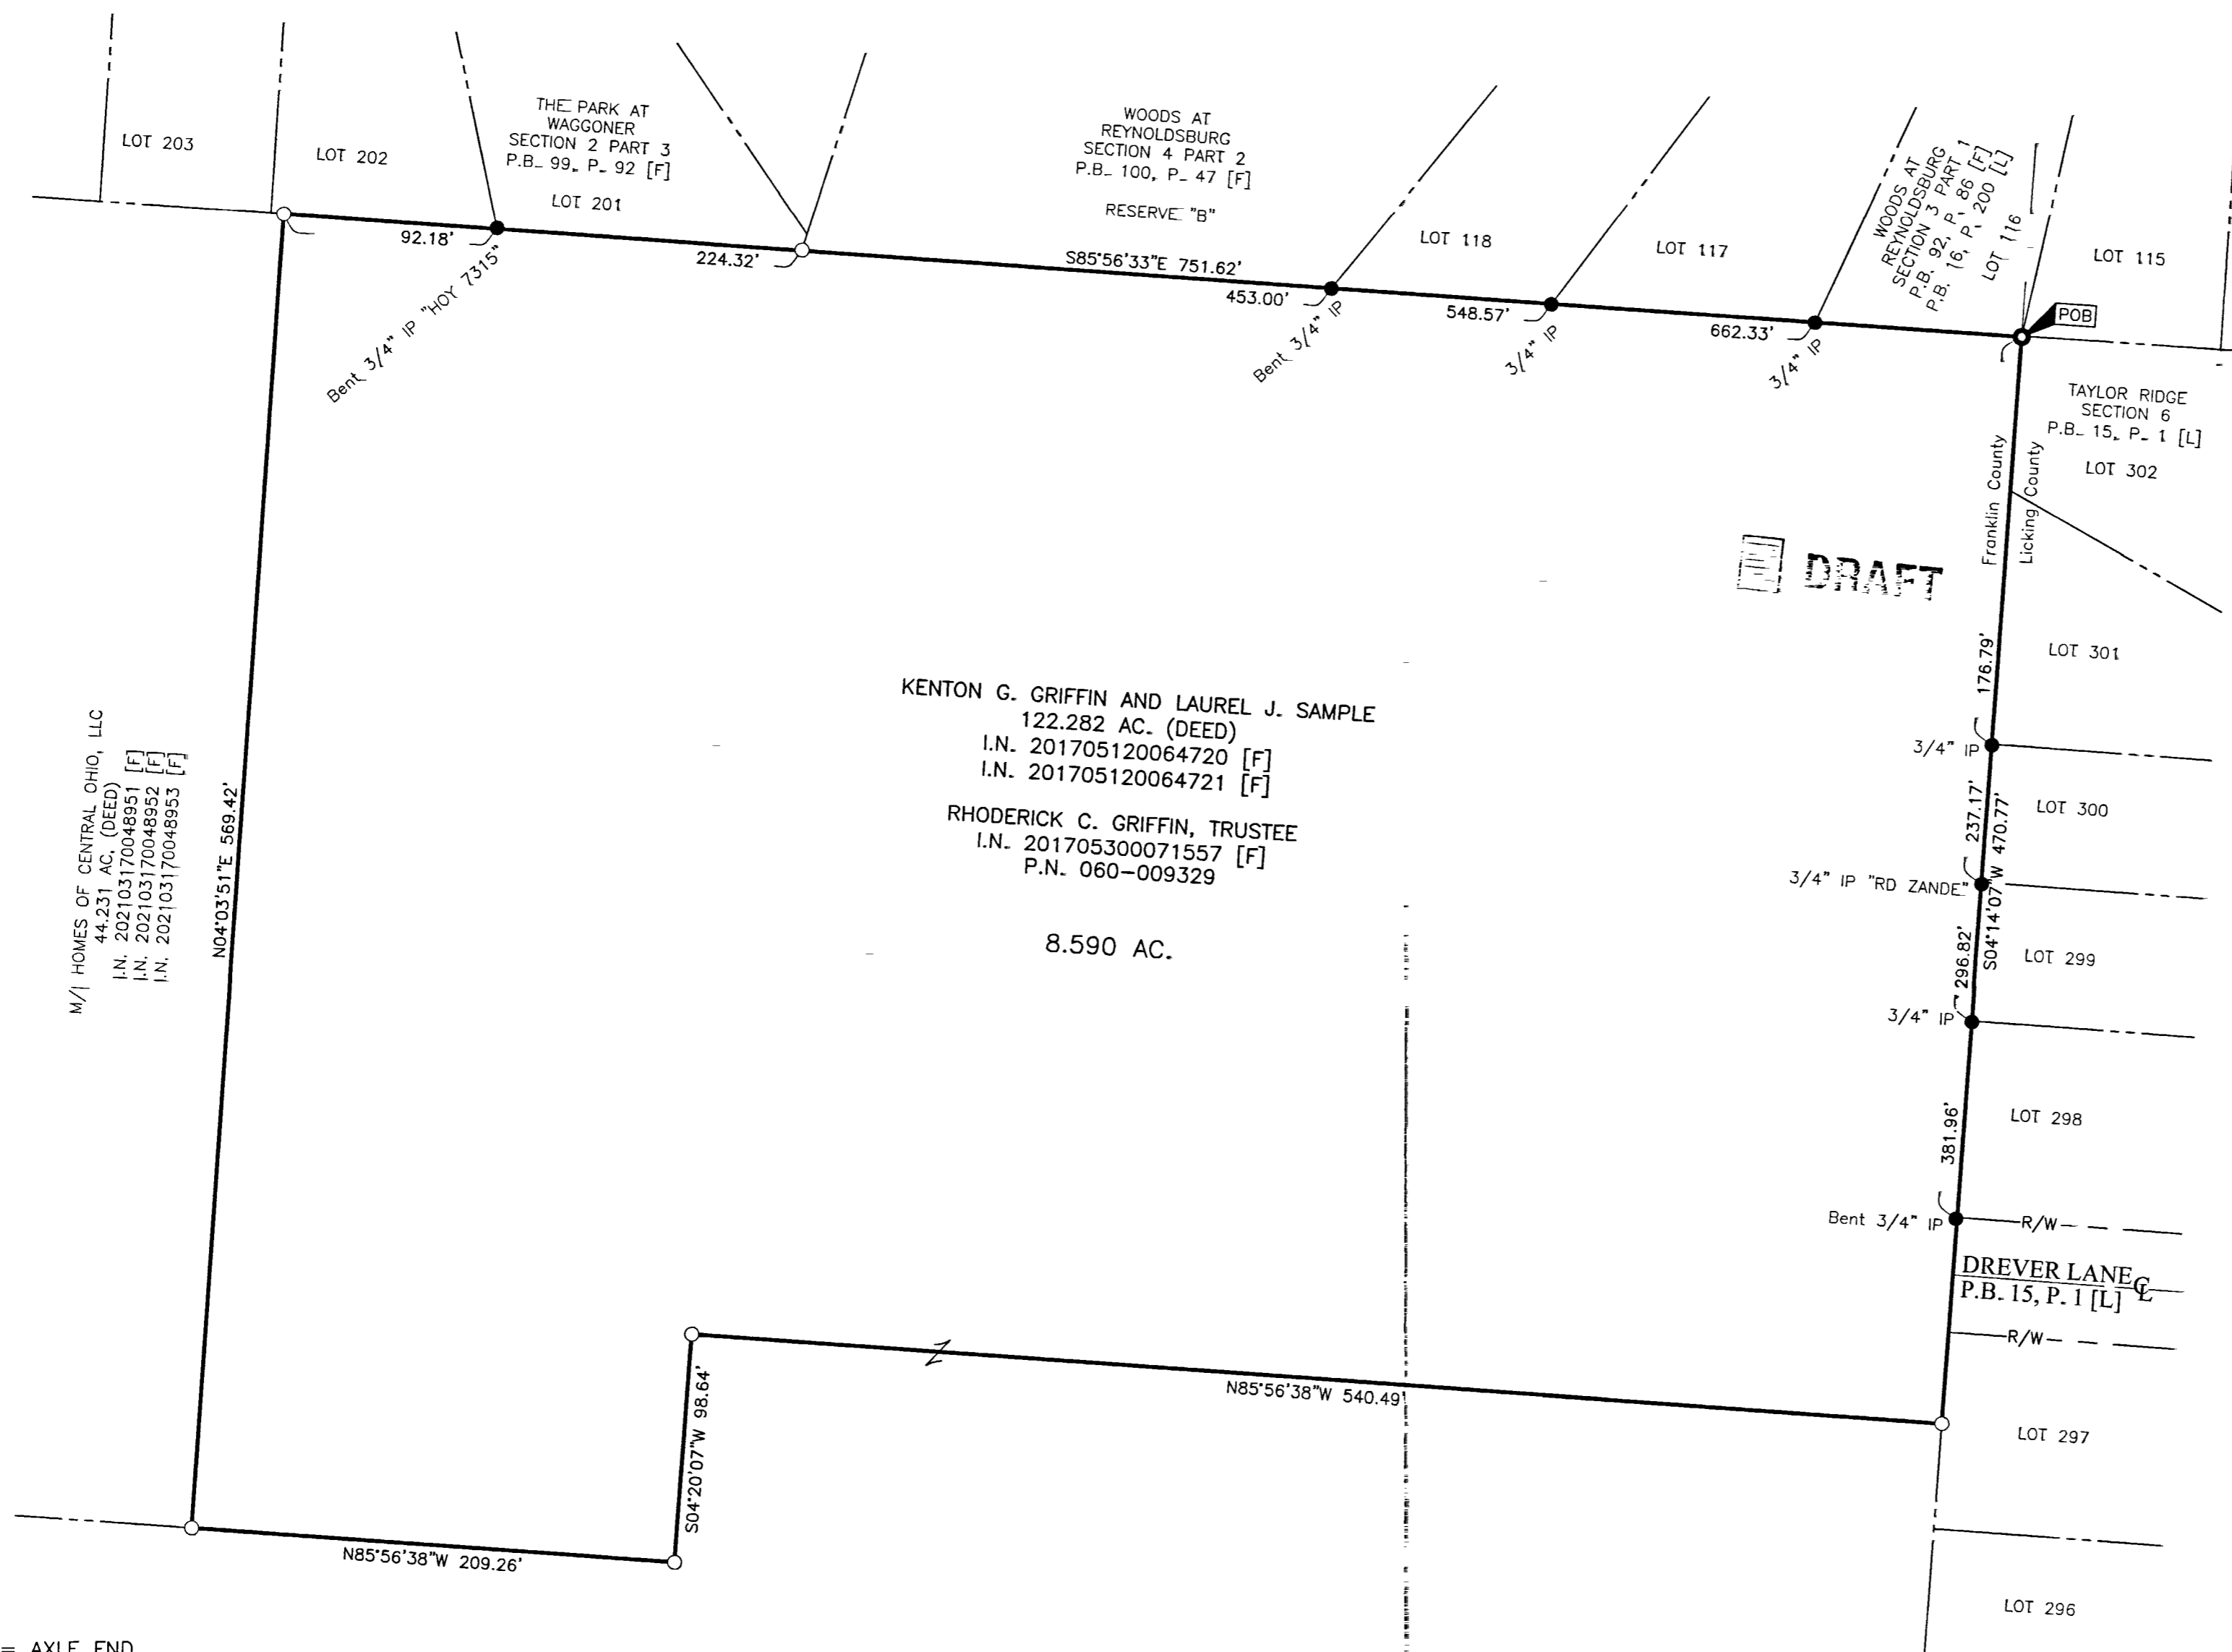 LOT 203
LOT 202
THE PARK AT
WAGGONER
SECTION 2 PART 3
P.B. 99, P. 92 [F]
LOT 201
WOODS AT
REYNOLDSBURG
SECTION 4 PART 2
P.B. 100, P. 47 [F]
RESERVE "B"
LOT 118
LOT 117
WOODS AT
REYNOLDSBURG
SECTION 3 PART 1
P.B. 92, P. 86 [F]
P.B. 16, P. 200 [L]
LOT 116
LOT 115
POB
92.18'
224.32'
S85°56'33"E 751.62'
453.00'
548.57'
662.33'
Bent 3/4" IP "HOY 7315"
Bent 3/4" IP
3/4" IP
3/4" IP
TAYLOR RIDGE
SECTION 6
P.B. 15, P. 1 [L]
LOT 302
Franklin County
Licking County
DRAFT
LOT 301
176.79'
3/4" IP
LOT 300
237.17'
S04°14'07"W 470.77'
3/4" IP "RD ZANDE"
LOT 299
296.82'
3/4" IP
LOT 298
381.96'
Bent 3/4" IP
R/W
DREVER LANE CL
P.B. 15, P. 1 [L]
R/W
LOT 297
LOT 296
KENTON G. GRIFFIN AND LAUREL J. SAMPLE
122.282 AC. (DEED)
I.N. 201705120064720 [F]
I.N. 201705120064721 [F]
RHODERICK C. GRIFFIN, TRUSTEE
I.N. 201705300071557 [F]
P.N. 060-009329
8.590 AC.
M/I HOMES OF CENTRAL OHIO, LLC
44.231 AC. (DEED)
I.N. 202103170048951 [F]
I.N. 202103170048952 [F]
I.N. 202103170048953 [F]
N04°03'51"E 569.42'
Z
N85°56'38"W 540.49'
S04°20'07"W 98.64'
N85°56'38"W 209.26'
= AXLE FND.